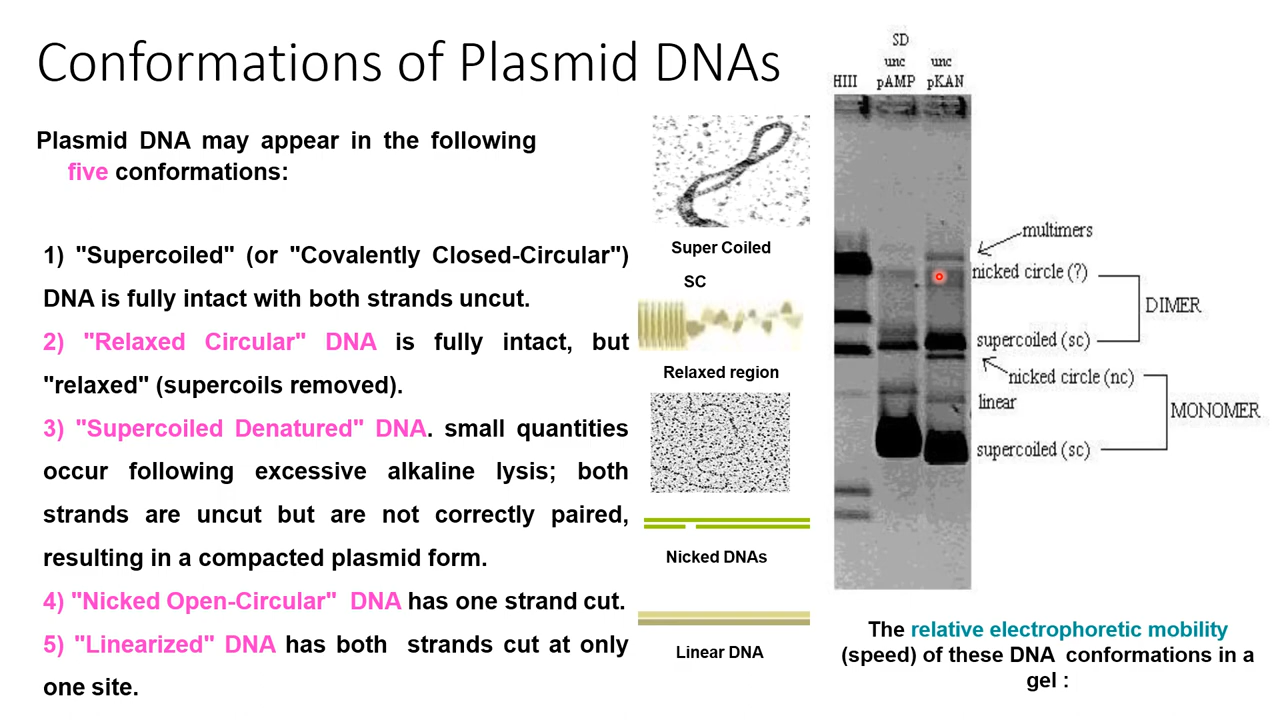 Conformations of Plasmid DNAs
Plasmid DNA may appear in the following
five conformations:
1) "Supercoiled" (or "Covalently Closed-Circular")
DNA is fully intact with both strands uncut.
2) "Relaxed Circular" DNA is fully intact, but
"relaxed" (supercoils removed).
3) "Supercoiled Denatured" DNA. small quantities
occur following excessive alkaline lysis; both
strands are uncut but are not correctly paired,
resulting in a compacted plasmid form.
4) "Nicked Open-Circular" DNA has one strand cut.
5) "Linearized" DNA has both strands cut at only
one site.
Super Coiled
SC
Relaxed region
Nicked DNAs
Linear DNA
SD
unc unc
HIII pAMP pKAN
multimers
nicked circle (?)
DIMER
supercoiled (sc)
nicked circle (nc)
linear
MONOMER
supercoiled (sc)
The relative electrophoretic mobility
(speed) of these DNA conformations in a
gel :